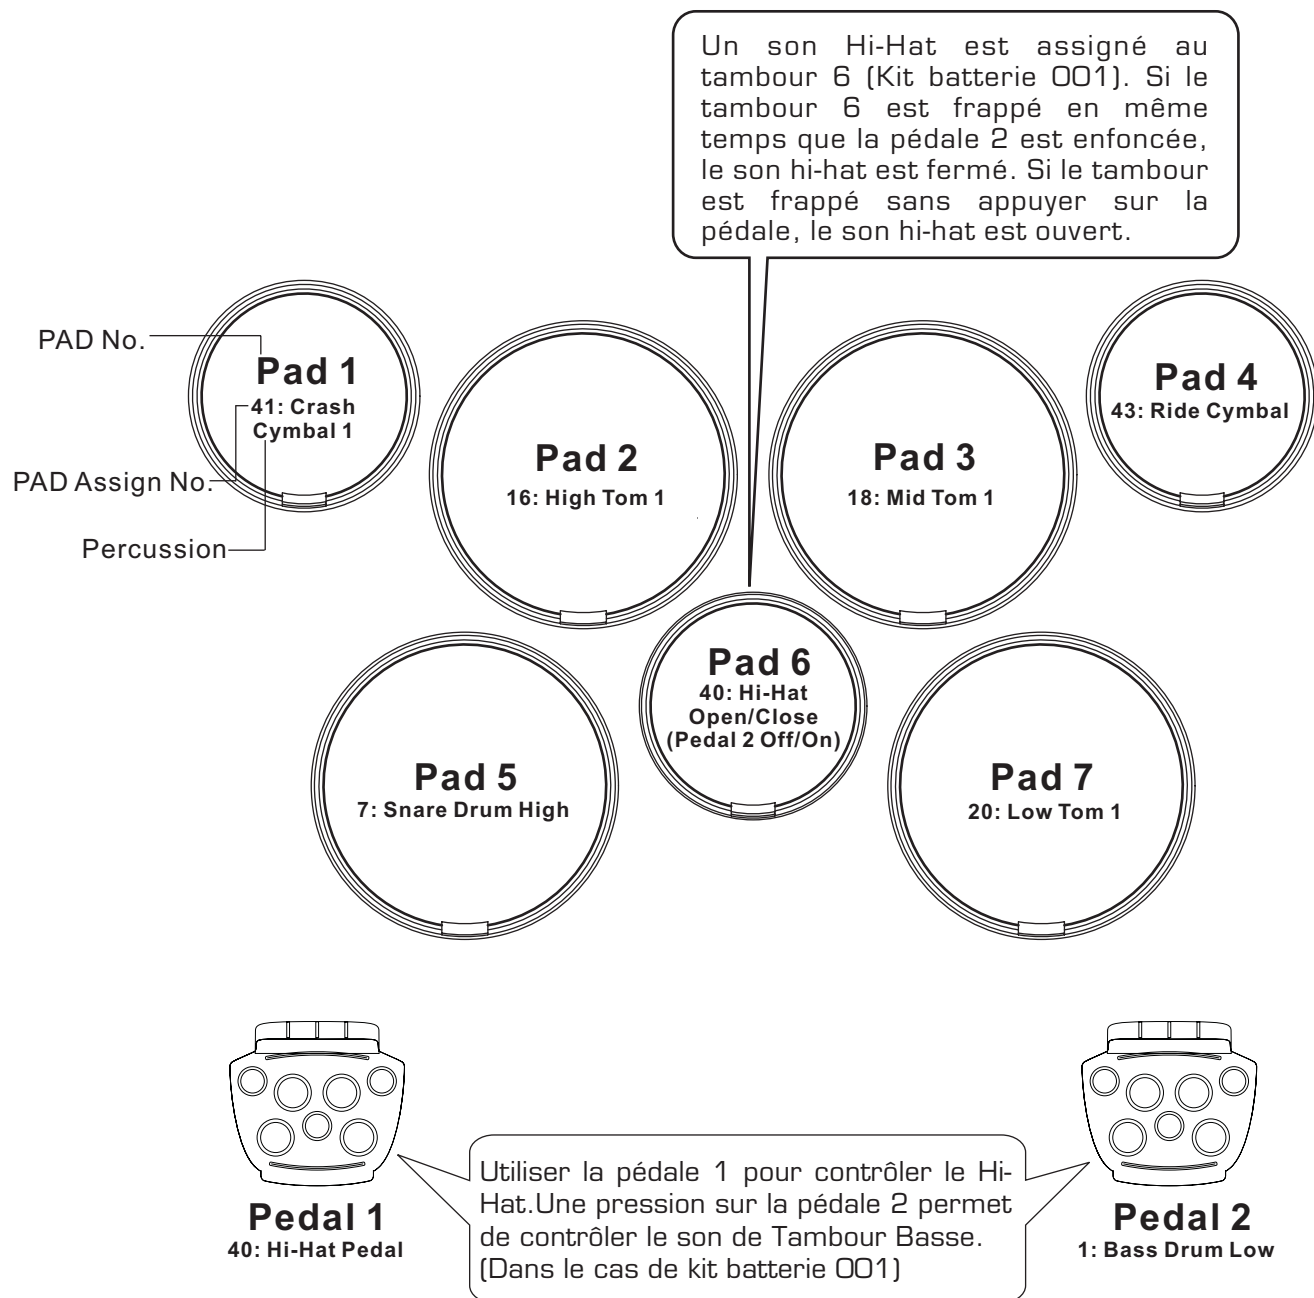 Un son Hi-Hat est assigné au
tambour 6 (Kit batterie 001). Si le
tambour 6 est frappé en même
temps que la pédale 2 est enfoncée,
le son hi-hat est fermé. Si le tambour
est frappé sans appuyer sur la
pédale, le son hi-hat est ouvert.
PAD No.
Pad 1
41: Crash
Cymbal 1
PAD Assign No.
Percussion
Pad 2
16: High Tom 1
Pad 3
18: Mid Tom 1
Pad 4
43: Ride Cymbal
Pad 5
7: Snare Drum High
Pad 6
40: Hi-Hat
Open/Close
(Pedal 2 Off/On)
Pad 7
20: Low Tom 1
Pedal 1
40: Hi-Hat Pedal
Utiliser la pédale 1 pour contrôler le Hi-
Hat.Une pression sur la pédale 2 permet
de contrôler le son de Tambour Basse.
(Dans le cas de kit batterie 001)
Pedal 2
1: Bass Drum Low